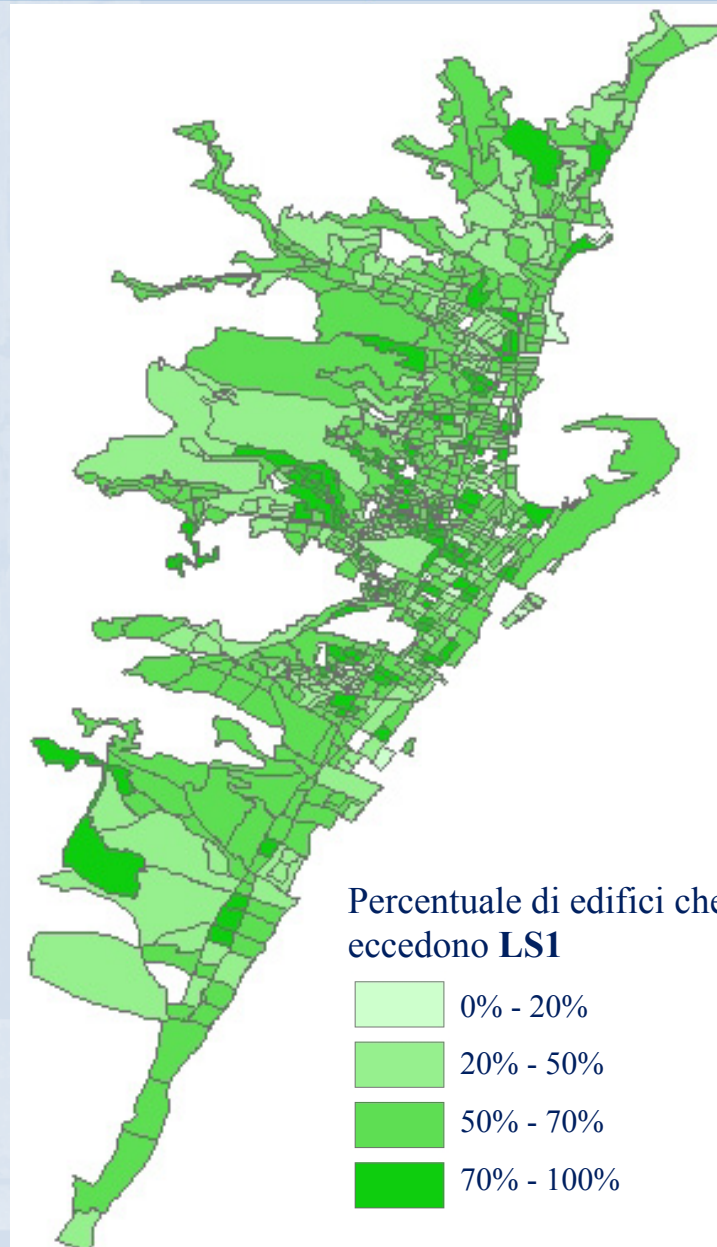 Percentuale di edifici che
eccedono LS1
0% - 20%
20% - 50%
50% - 70%
70% - 100%